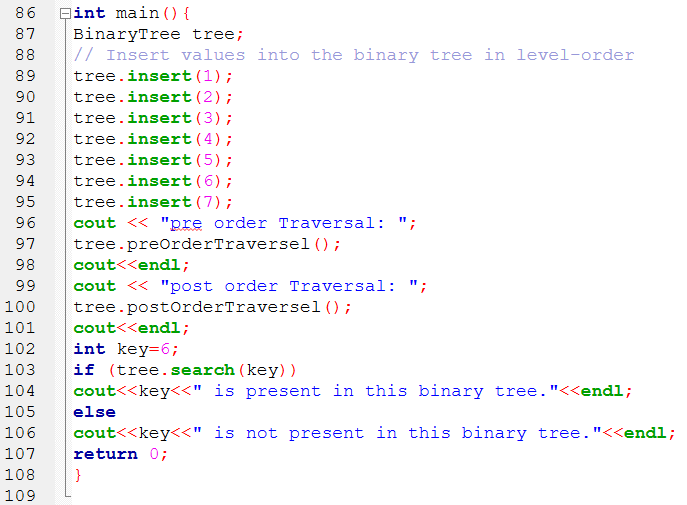 86 int main(){
87 BinaryTree tree;
88 // Insert values into the binary tree in level-order
89 tree.insert(1);
90 tree.insert(2);
91 tree.insert(3);
92 tree.insert(4);
93 tree.insert(5);
94 tree.insert(6);
95 tree.insert(7);
96 cout << "pre order Traversal: ";
97 tree.preOrderTraversel();
98 cout<<endl;
99 cout << "post order Traversal: ";
100 tree.postOrderTraversel();
101 cout<<endl;
102 int key=6;
103 if (tree.search(key))
104 cout<<key<<" is present in this binary tree."<<endl;
105 else
106 cout<<key<<" is not present in this binary tree."<<endl;
107 return 0;
108 }
109